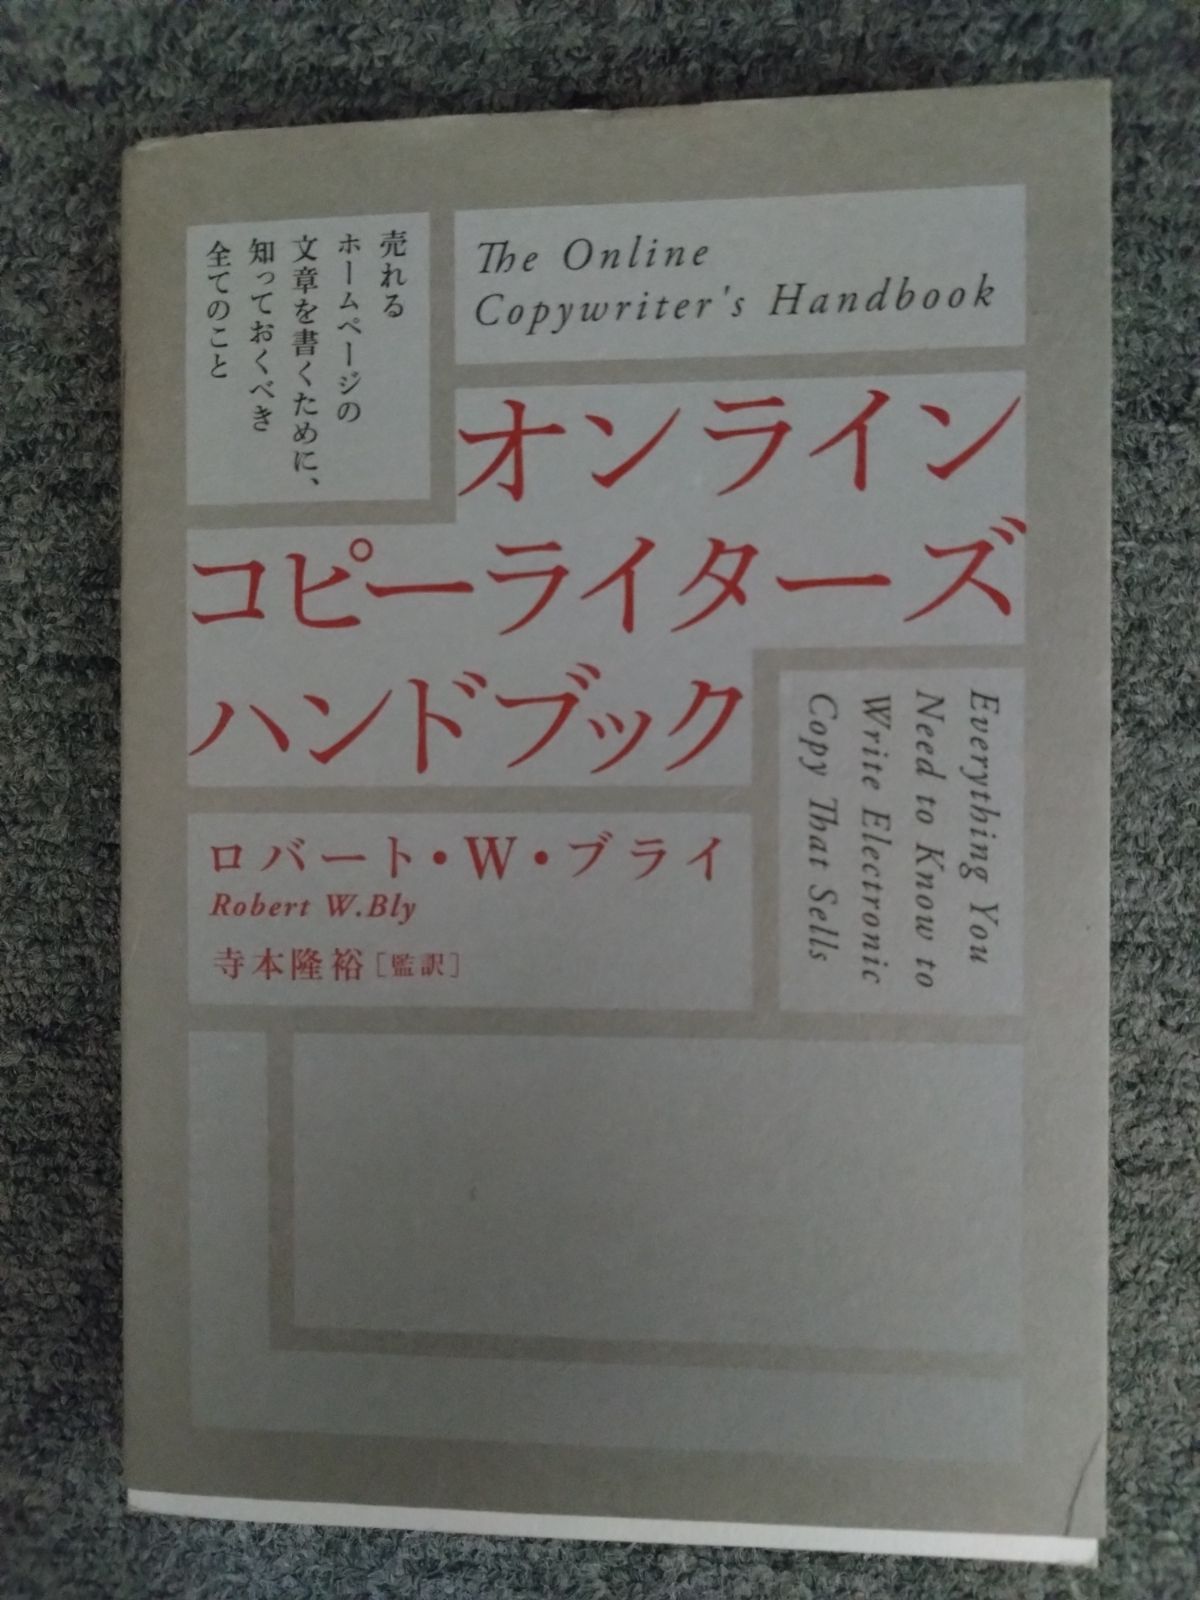 The Online
Copywriter's Handbook
売れる
ホームページの
文章を書くために、
知っておくべき
全てのこと
オンライン
コピーライターズ
ハンドブック
Everything You
Need to Know to
Write Electronic
Copy That Sells
ロバート・W・ブライ
Robert W.Bly
寺本隆裕［監訳］